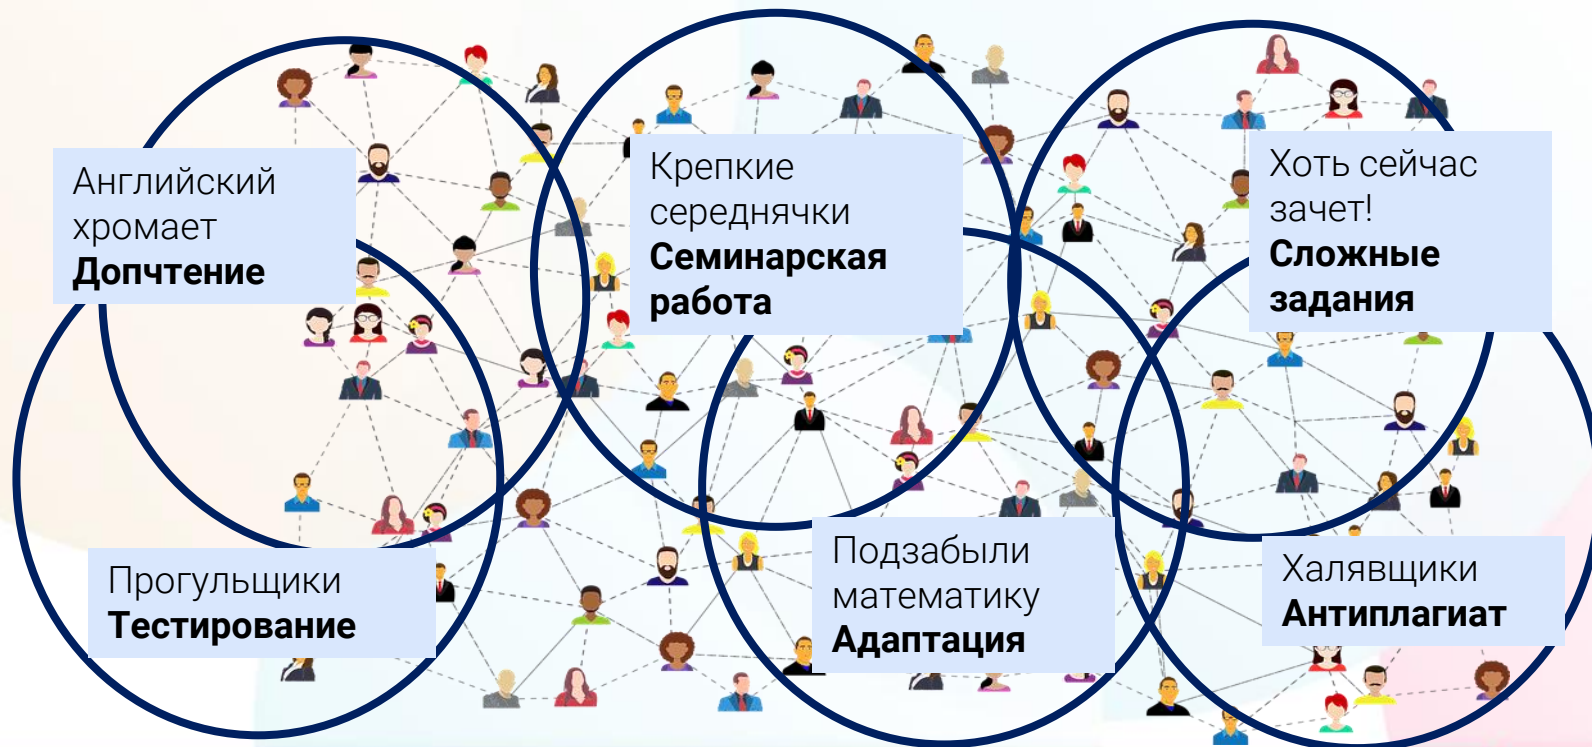 Английский
хромает
Допчтение
Крепкие
середнячки
Семинарская
работа
Хоть сейчас
зачет!
Сложные
задания
Прогульщики
Тестирование
Подзабыли
математику
Адаптация
Халявщики
Антиплагиат